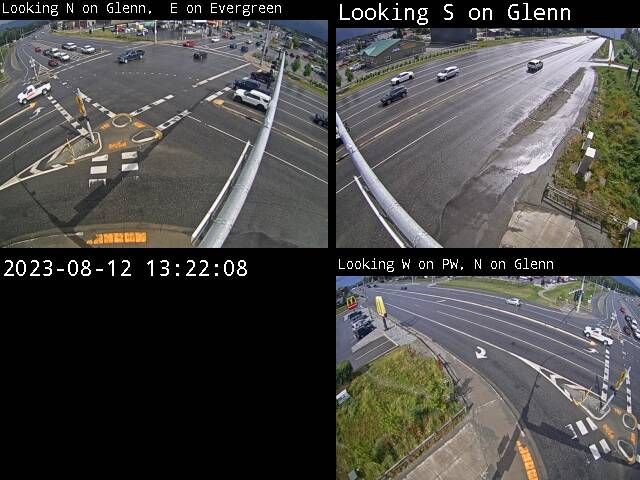 Looking N on Glenn,  E on Evergreen
Looking S on Glenn
2023-08-12 13:22:08
Looking W on PW, N on Glenn